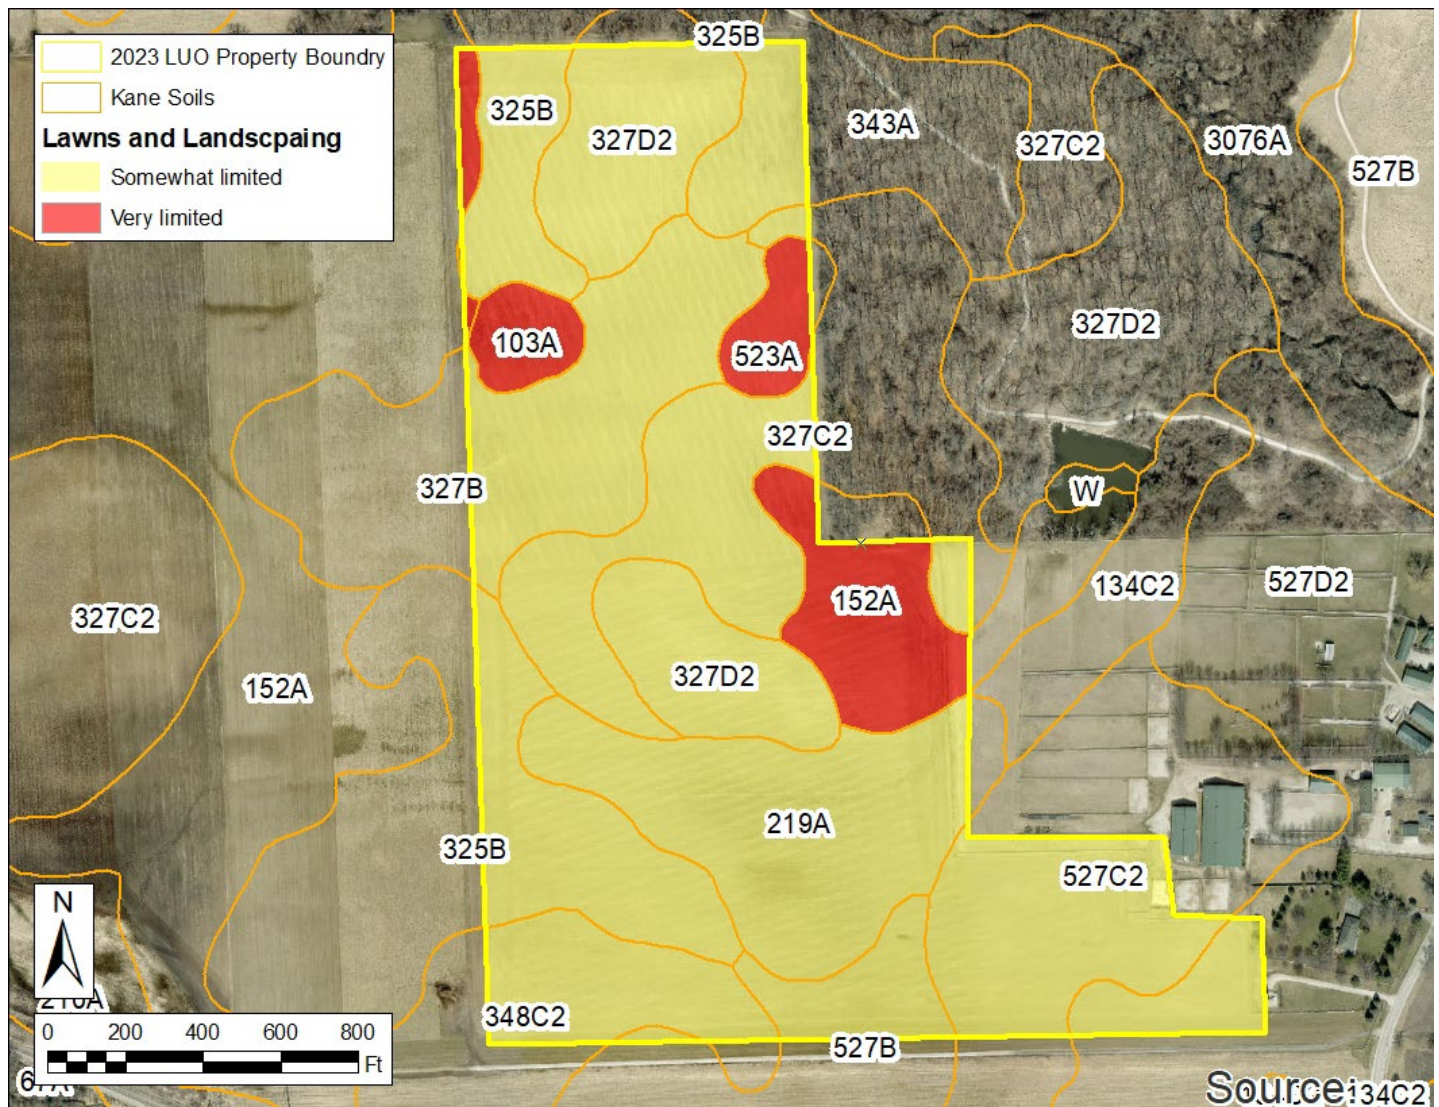 2023 LUO Property Boundry
Kane Soils
Lawns and Landscpaing
Somewhat limited
Very limited
325B
325B
327D2
343A
327C2
3076A
527B
103A
523A
327D2
327C2
327B
W
327C2
152A
152A
134C2
527D2
327D2
219A
325B
527C2
N
348C2
527B
0 200 400 600 800
Ft
Source:
134C2